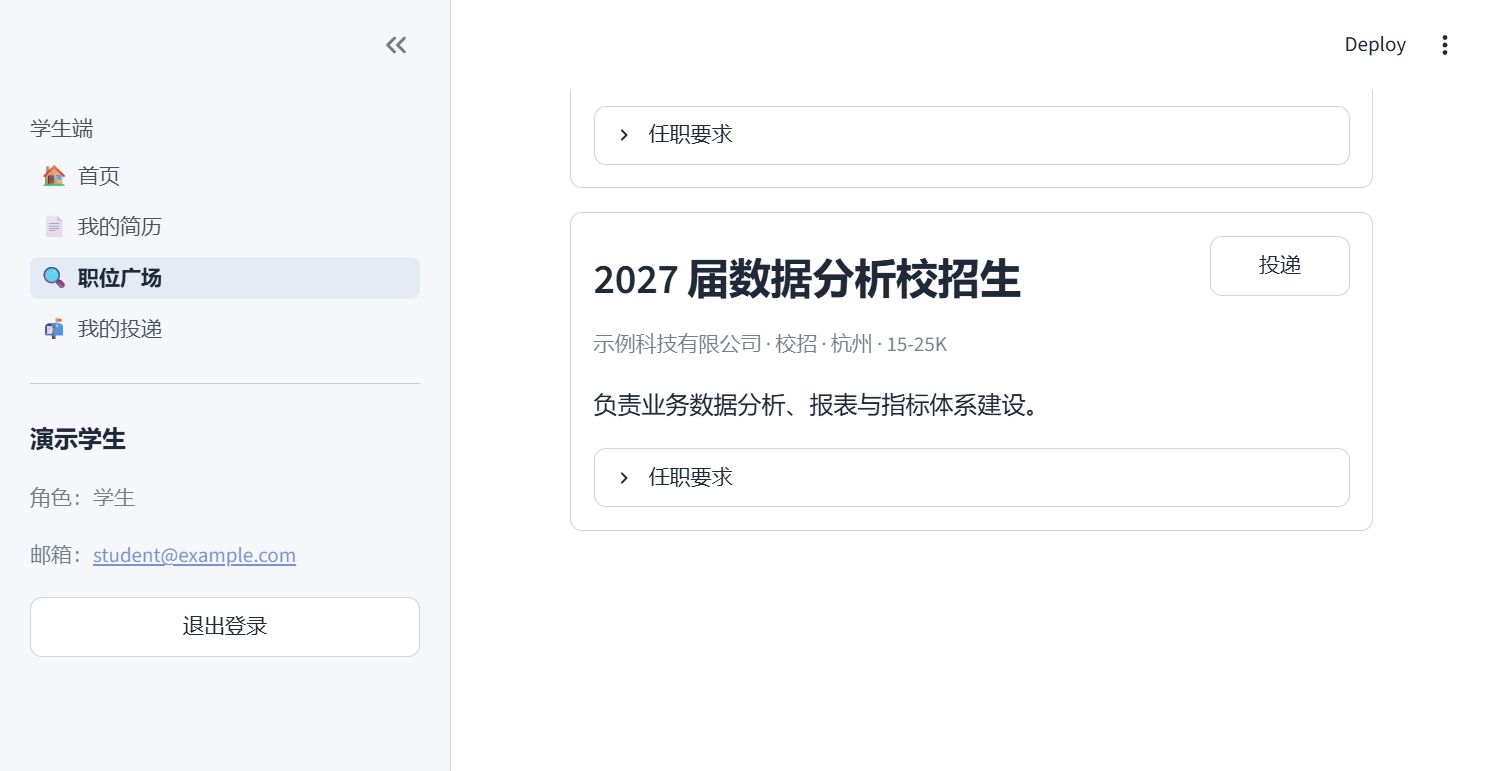 Deploy
学生端
首页
我的简历
职位广场
我的投递
演示学生
角色：学生
邮箱：student@example.com
退出登录
任职要求
2027 届数据分析校招生
投递
示例科技有限公司 · 校招 · 杭州 · 15-25K
负责业务数据分析、报表与指标体系建设。
任职要求